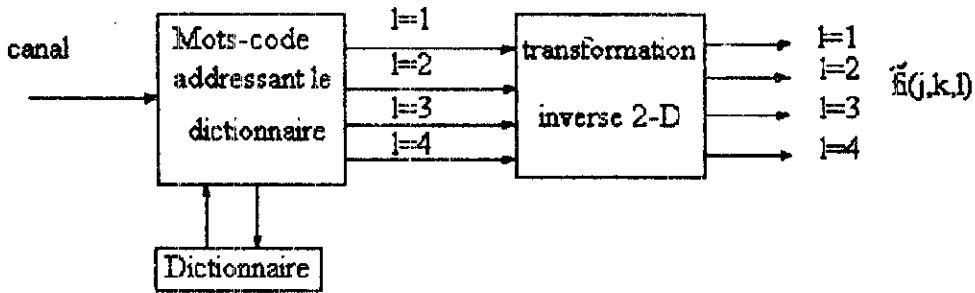 canal
Mots-code
addressant le
dictionnaire
l=1
l=2
l=3
l=4
transformation
inverse 2-D
l=1
l=2
l=3
l=4
(j,k,l)
Dictionnaire